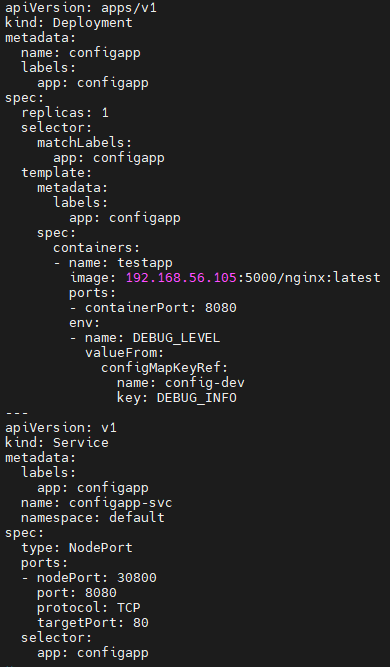 apiVersion: apps/v1
kind: Deployment
metadata:
  name: configapp
  labels:
    app: configapp
spec:
  replicas: 1
  selector:
    matchLabels:
      app: configapp
  template:
    metadata:
      labels:
        app: configapp
    spec:
      containers:
      - name: testapp
        image: 192.168.56.105:5000/nginx:latest
        ports:
        - containerPort: 8080
        env:
        - name: DEBUG_LEVEL
          valueFrom:
            configMapKeyRef:
              name: config-dev
              key: DEBUG_INFO
---
apiVersion: v1
kind: Service
metadata:
  labels:
    app: configapp
  name: configapp-svc
  namespace: default
spec:
  type: NodePort
  ports:
  - nodePort: 30800
    port: 8080
    protocol: TCP
    targetPort: 80
  selector:
    app: configapp